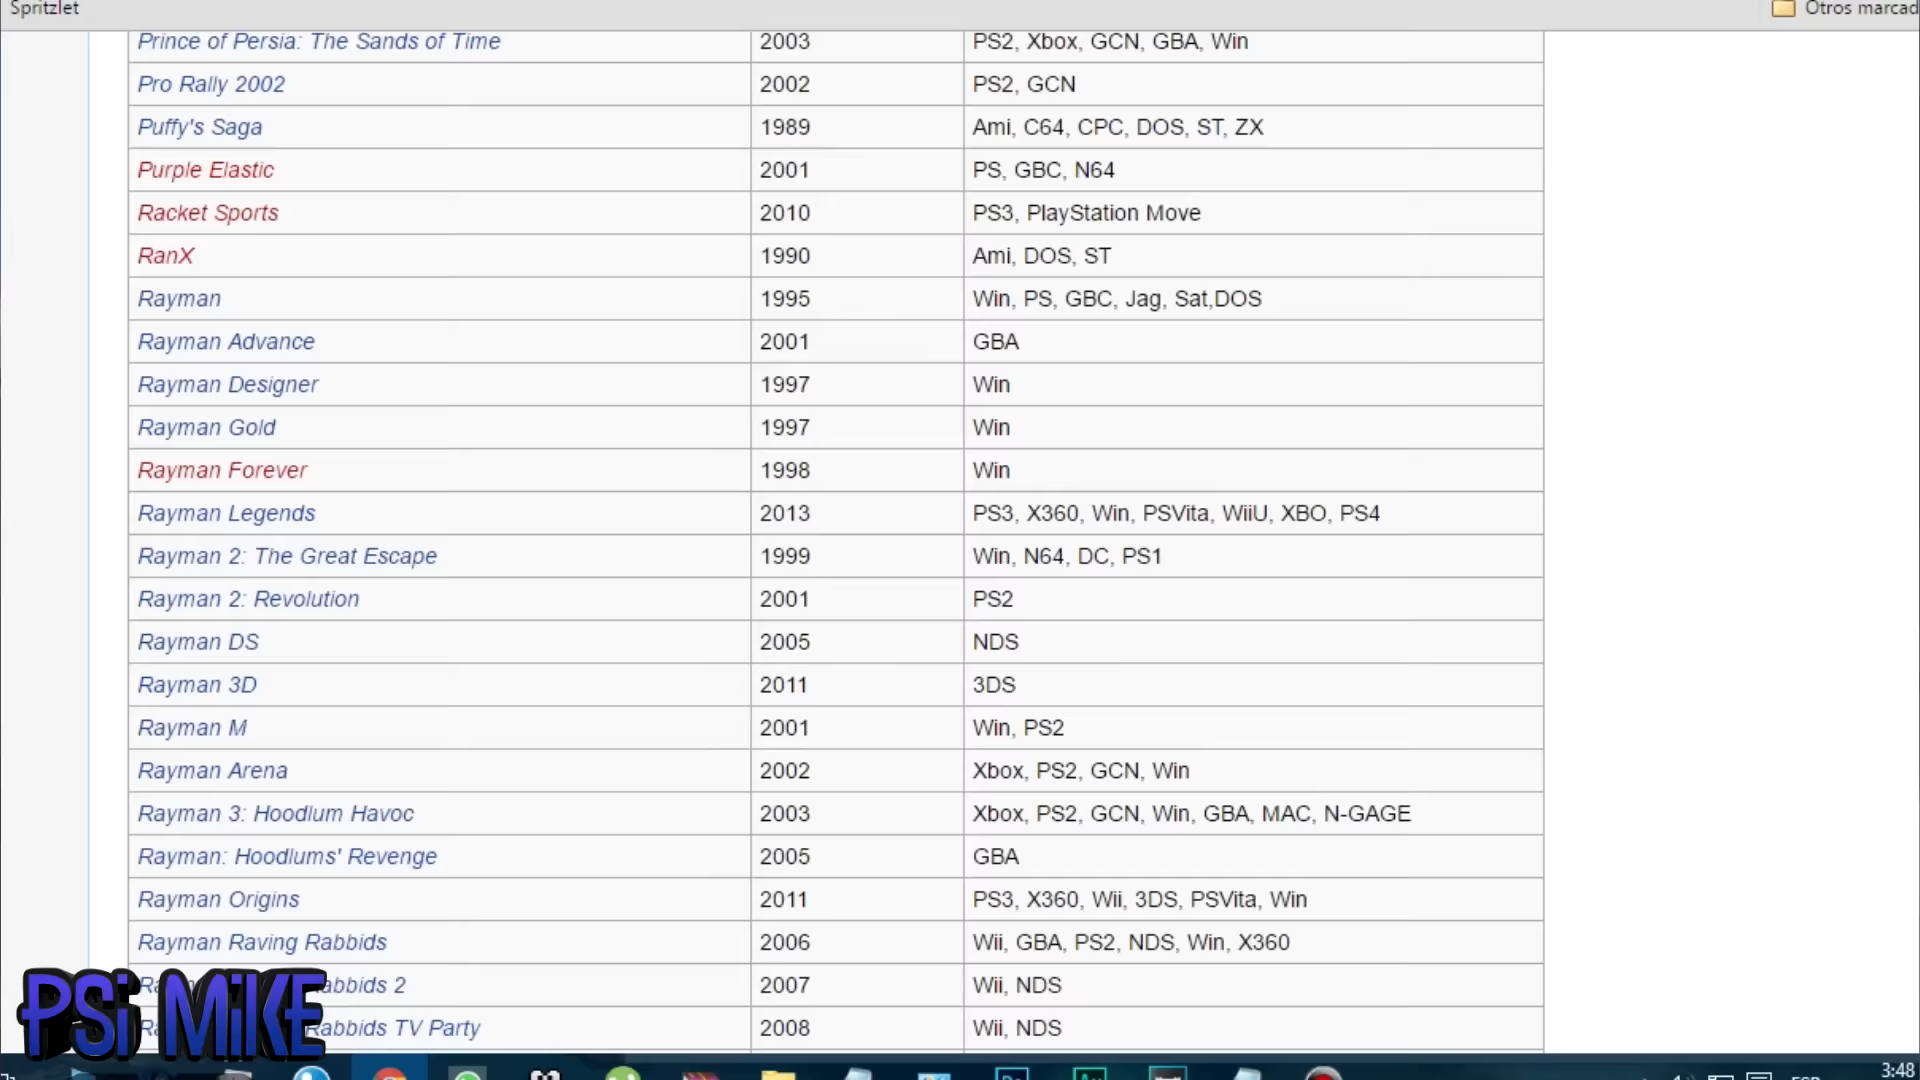 Spritzlet Otros marcad
Prince of Persia: The Sands of Time 2003 PS2, Xbox, GCN, GBA, Win
Pro Rally 2002 2002 PS2, GCN
Puffy's Saga 1989 Ami, C64, CPC, DOS, ST, ZX
Purple Elastic 2001 PS, GBC, N64
Racket Sports 2010 PS3, PlayStation Move
RanX 1990 Ami, DOS, ST
Rayman 1995 Win, PS, GBC, Jag, Sat,DOS
Rayman Advance 2001 GBA
Rayman Designer 1997 Win
Rayman Gold 1997 Win
Rayman Forever 1998 Win
Rayman Legends 2013 PS3, X360, Win, PSVita, WiiU, XBO, PS4
Rayman 2: The Great Escape 1999 Win, N64, DC, PS1
Rayman 2: Revolution 2001 PS2
Rayman DS 2005 NDS
Rayman 3D 2011 3DS
Rayman M 2001 Win, PS2
Rayman Arena 2002 Xbox, PS2, GCN, Win
Rayman 3: Hoodlum Havoc 2003 Xbox, PS2, GCN, Win, GBA, MAC, N-GAGE
Rayman: Hoodlums' Revenge 2005 GBA
Rayman Origins 2011 PS3, X360, Wii, 3DS, PSVita, Win
Rayman Raving Rabbids 2006 Wii, GBA, PS2, NDS, Win, X360
abbids 2 2007 Wii, NDS
Rabbids TV Party 2008 Wii, NDS
PSi MiKE
3:48